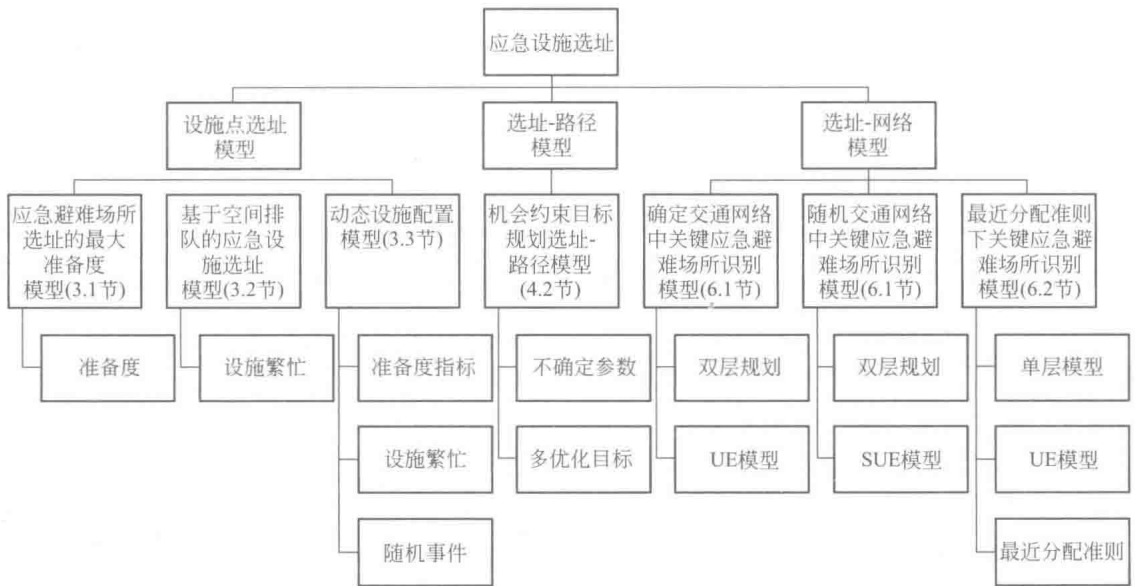 应急设施选址
设施点选址
模型
选址-路径
模型
选址-网络
模型
应急避难场所
选址的最大
准备度
模型(3.1节)
基于空间排
队的应急设
施选址
模型(3.2节)
动态设施配置
模型(3.3节)
机会约束目标
规划选址-
路径模型
(4.2节)
确定交通网络
中关键应急避
难场所识别
模型(6.1节)
随机交通网络
中关键应急避
难场所识别
模型(6.1节)
最近分配准则
下关键应急避
难场所识别
模型(6.2节)
准备度
设施繁忙
准备度指标
不确定参数
双层规划
双层规划
单层模型
设施繁忙
多优化目标
UE模型
SUE模型
UE模型
随机事件
最近分配准则